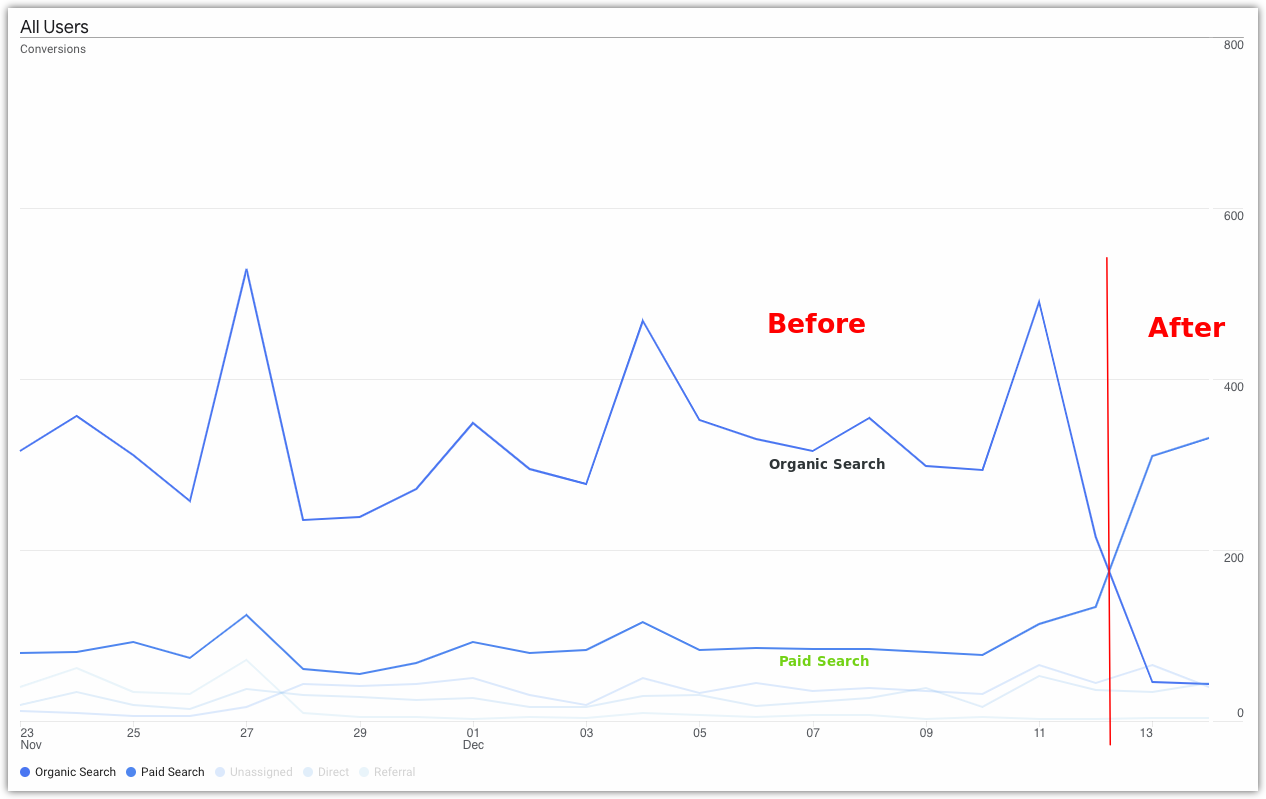 All Users
Conversions
800
600
Before
After
400
Organic Search
200
Paid Search
0
23 25 27 29 01 03 05 07 09 11 13
Nov Dec
Organic Search Paid Search Unassigned Direct Referral